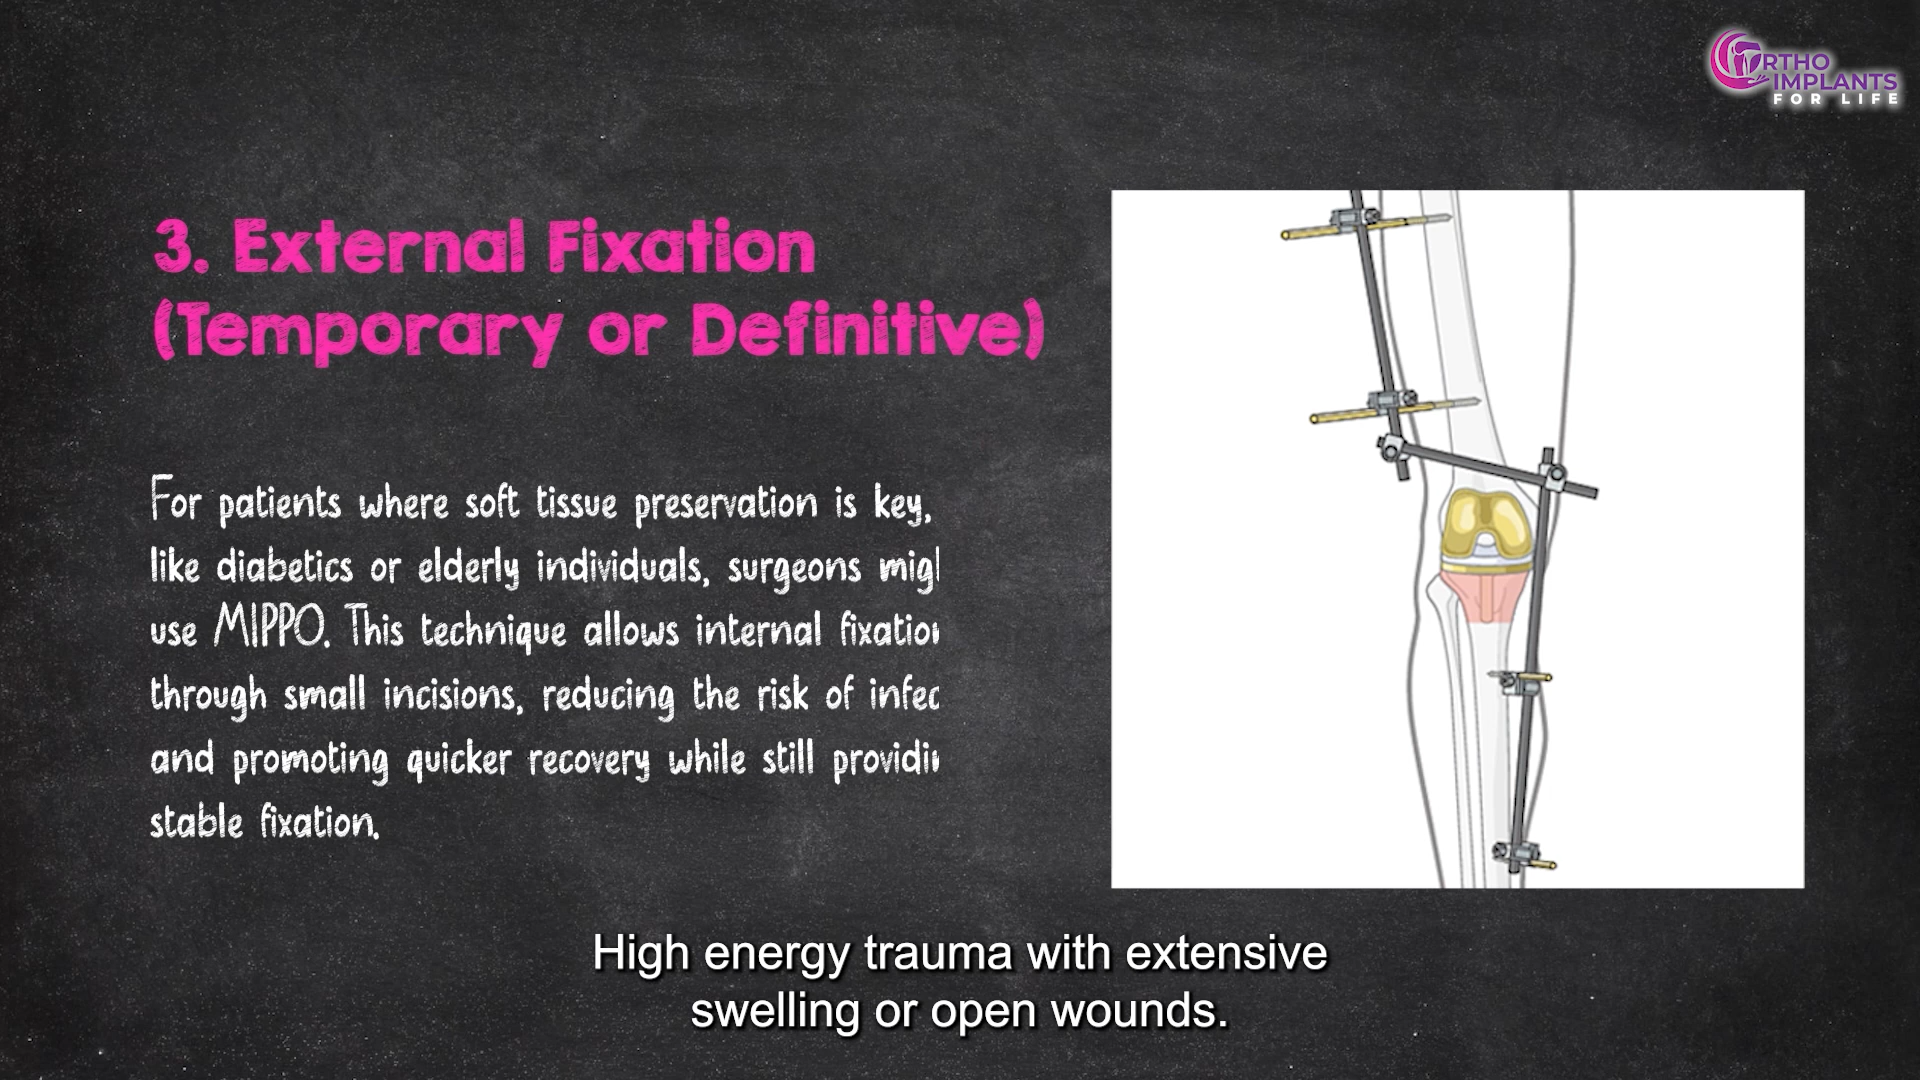 ORTHO
IMPLANTS
FOR LIFE
3. External Fixation
(Temporary or Definitive)
For patients where soft tissue preservation is key,
like diabetics or elderly individuals, surgeons
use MIPPO. This technique allows internal
through small incisions, reducing the risk of
and promoting quicker recovery while still
stable fixation.
High energy trauma with extensive
swelling or open wounds.